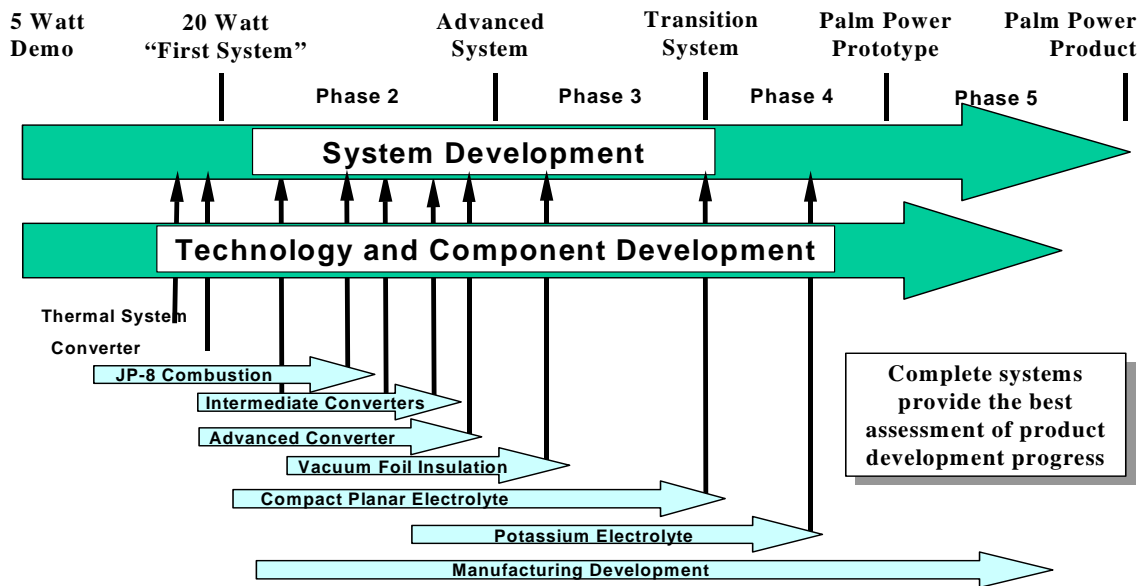 5 Watt
Demo
20 Watt
“First System”
Advanced
System
Transition
System
Palm Power
Prototype
Palm Power
Product
Phase 2
Phase 3
Phase 4
Phase 5
System Development
Technology and Component Development
Thermal System
Converter
JP-8 Combustion
Intermediate Converters
Advanced Converter
Vacuum Foil Insulation
Compact Planar Electrolyte
Potassium Electrolyte
Manufacturing Development
Complete systems
provide the best
assessment of product
development progress